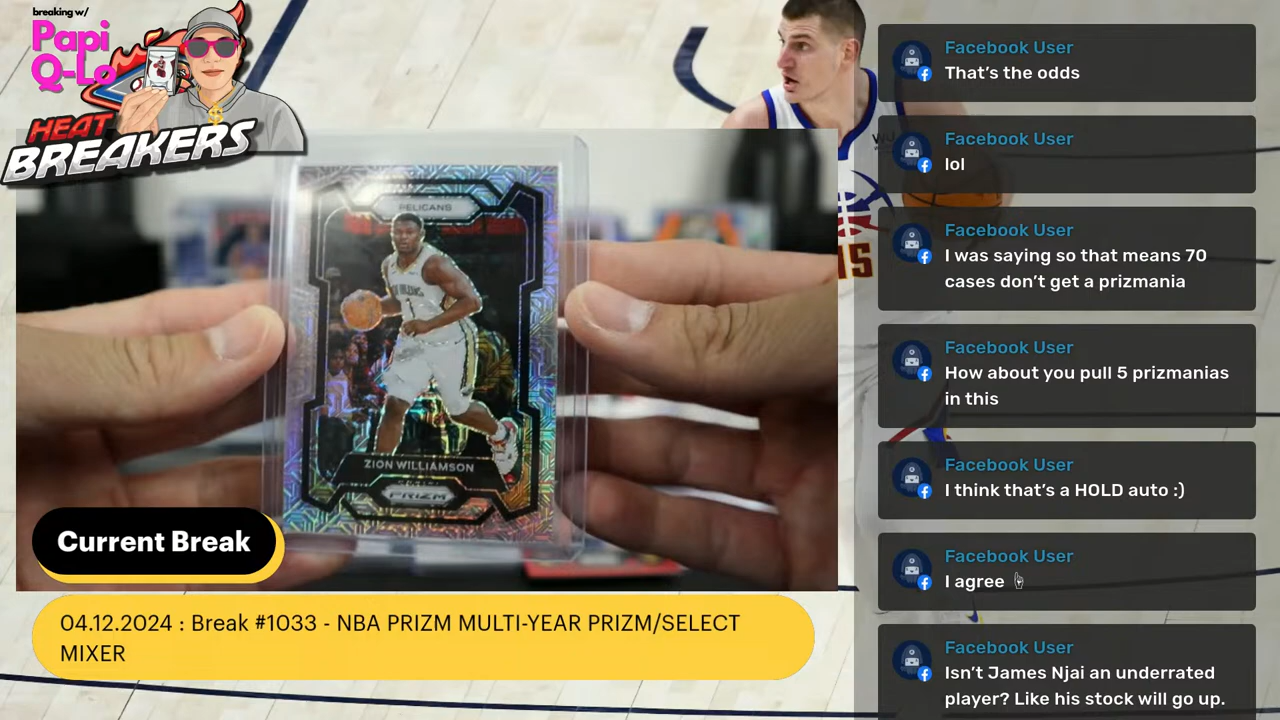 breaking w/
Papi
Q-Lo
HEAT
BREAKERS
PELICANS
ZION WILLIAMSON
PRIZM
Current Break
04.12.2024 : Break #1033 - NBA PRIZM MULTI-YEAR PRIZM/SELECT
MIXER
15
Facebook User
That’s the odds
Facebook User
lol
Facebook User
I was saying so that means 70
cases don’t get a prizmania
Facebook User
How about you pull 5 prizmanias
in this
Facebook User
I think that’s a HOLD auto :)
Facebook User
I agree 👆
Facebook User
Isn’t James Njai an underrated
player? Like his stock will go up.